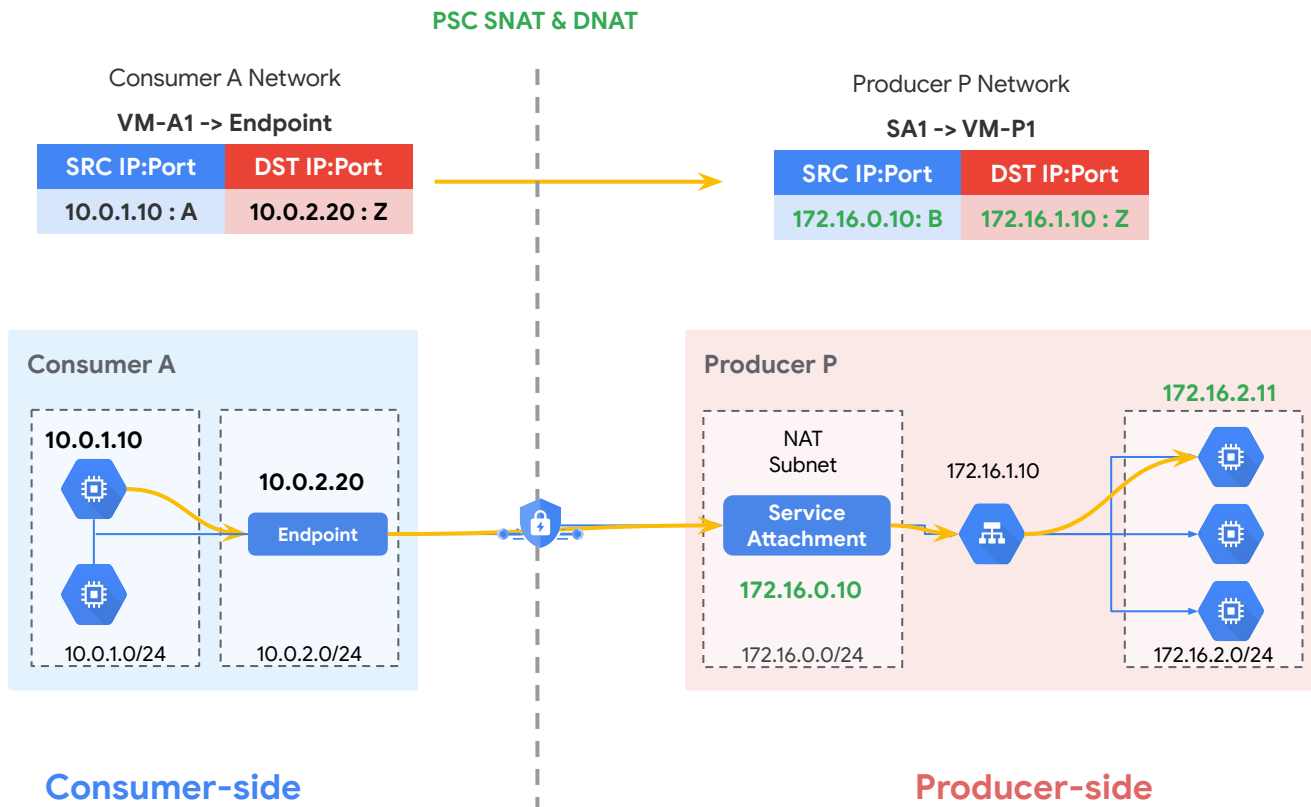 PSC SNAT & DNAT
Consumer A Network
VM-A1 -> Endpoint
SRC IP:Port DST IP:Port
10.0.1.10 : A 10.0.2.20 : Z
Producer P Network
SA1 -> VM-P1
SRC IP:Port DST IP:Port
172.16.0.10: B 172.16.1.10 : Z
Consumer A
10.0.1.10
10.0.1.0/24
10.0.2.20
Endpoint
10.0.2.0/24
Producer P
NAT
Subnet
Service
Attachment
172.16.0.10
172.16.0.0/24
172.16.1.10
172.16.2.11
172.16.2.0/24
Consumer-side
Producer-side